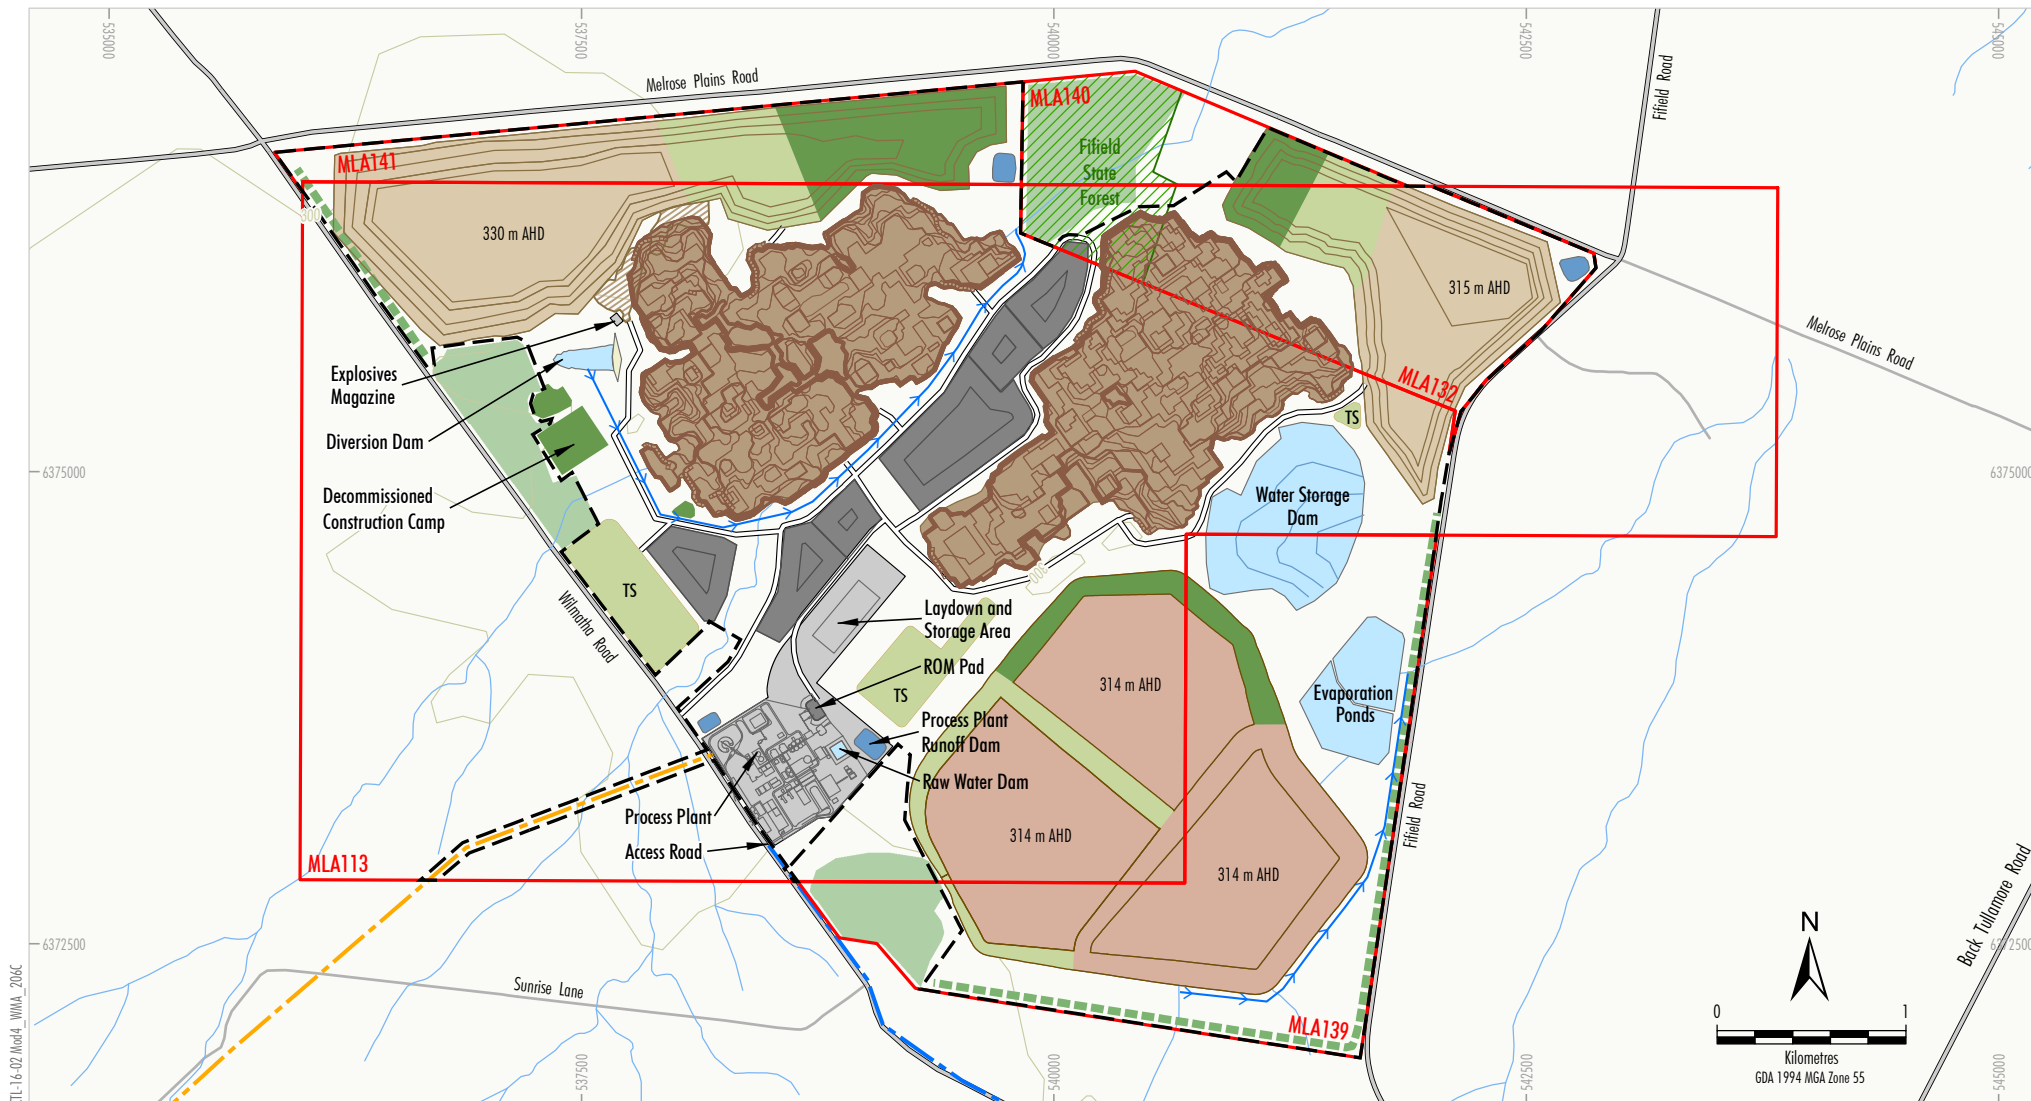 535000
537500
540000
542500
545000
Melrose Plains Road
Fifield Road
MLA140
MLA141
Fifield
State
Forest
300
330 m AHD
315 m AHD
Melrose Plains Road
Explosives
Magazine
MLA132
TS
Diversion Dam
6375000
6375000
Decommissioned
Construction Camp
Water Storage
Dam
300
TS
Wilmatha Road
Laydown and
Storage Area
ROM Pad
314 m AHD
TS
Evaporation
Ponds
Process Plant
Runoff Dam
Raw Water Dam
Process Plant
314 m AHD
Fifield Road
Access Road
MLA113
314 m AHD
Back Tullamore Road
N
6372500
6372500
Sunrise Lane
MLA139
0 1
Kilometres
GDA 1994 MGA Zone 55
537500
540000
542500
545000
TL-16-02 Mod4_WMA_206C